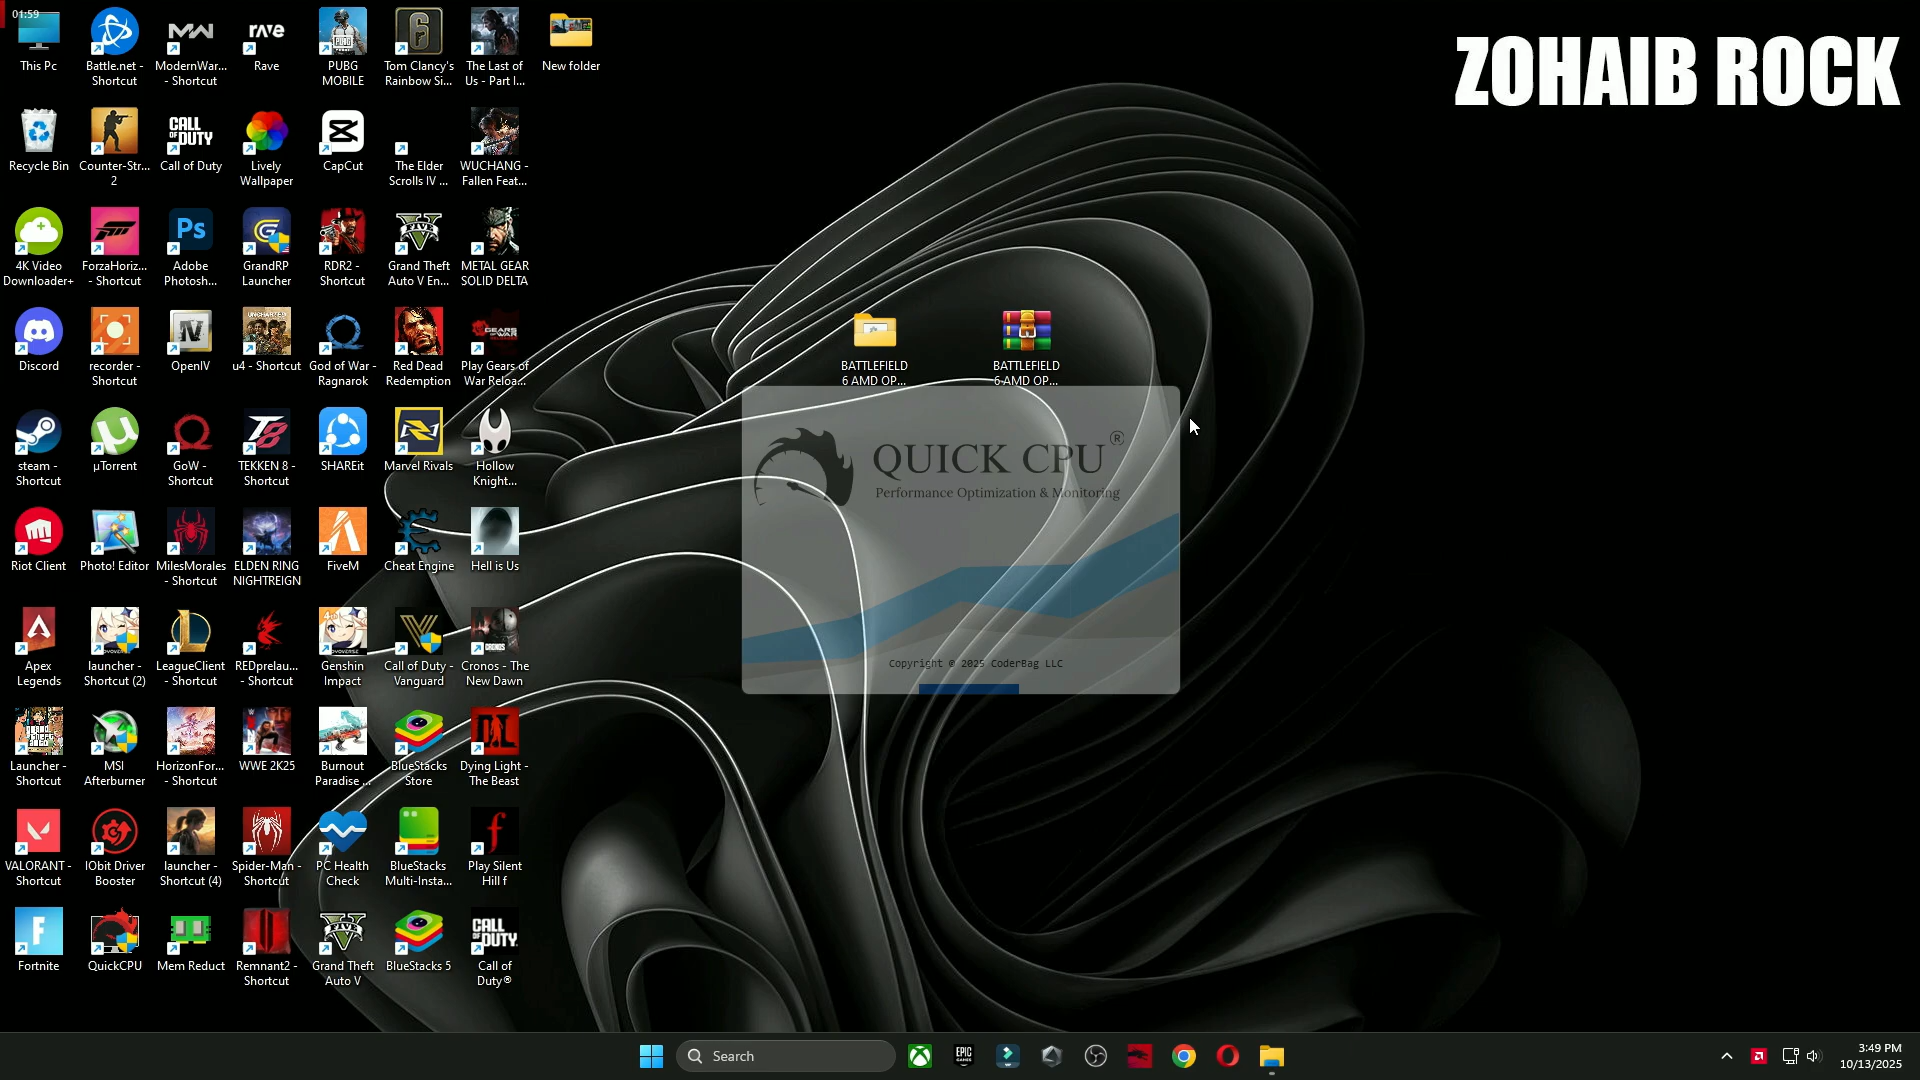 01:59
ZOHAIB ROCK
This Pc
Battle.net -
Shortcut
ModernWar...
- Shortcut
rave
Rave
PUBG
MOBILE
Tom Clancy's
Rainbow Si...
The Last of
Us - Part I...
New folder
Recycle Bin
Counter-Str...
2
CALL OF DUTY
Call of Duty
Lively
Wallpaper
CapCut
The Elder
Scrolls IV ...
WUCHANG -
Fallen Feat...
4K Video
Downloader+
ForzaHoriz...
- Shortcut
Ps
Adobe
Photosh...
GrandRP
Launcher
RDR2 -
Shortcut
FIVE
Grand Theft
Auto V En...
METAL GEAR
SOLID DELTA
Discord
recorder -
Shortcut
IV
OpenIV
UNCHARTED
u4 - Shortcut
God of War -
Ragnarok
Red Dead
Redemption
Play Gears of
War Reloa...
BATTLEFIELD
6 AMD OP...
BATTLEFIELD
6 AMD OP...
steam -
Shortcut
µTorrent
GoW -
Shortcut
T8
TEKKEN 8 -
Shortcut
SHAREit
Marvel Rivals
Hollow
Knight...
QUICK CPU®
Performance Optimization & Monitoring
Riot Client
Photo! Editor
MilesMorales
- Shortcut
ELDEN RING
NIGHTREIGN
FiveM
Cheat Engine
Hell is Us
Apex
Legends
launcher -
Shortcut (2)
LeagueClient
- Shortcut
REDprelau...
- Shortcut
Genshin
Impact
Call of Duty -
Vanguard
CRONOS
Cronos - The
New Dawn
Copyright © 2025 CoderBag LLC
Launcher -
Shortcut
MSI
Afterburner
HorizonFor...
- Shortcut
WWE 2K25
Burnout
Paradise ...
BlueStacks
Store
Dying Light -
The Beast
VALORANT -
Shortcut
IObit Driver
Booster
launcher -
Shortcut (4)
Spider-Man -
Shortcut
PC Health
Check
BlueStacks
Multi-Insta...
f
Play Silent
Hill f
F
Fortnite
QuickCPU
Mem Reduct
Remnant2 -
Shortcut
FIVE
Grand Theft
Auto V
BlueStacks 5
CALL OF DUTY
Call of
Duty®
Search
EPIC GAMES
3:49 PM
10/13/2025